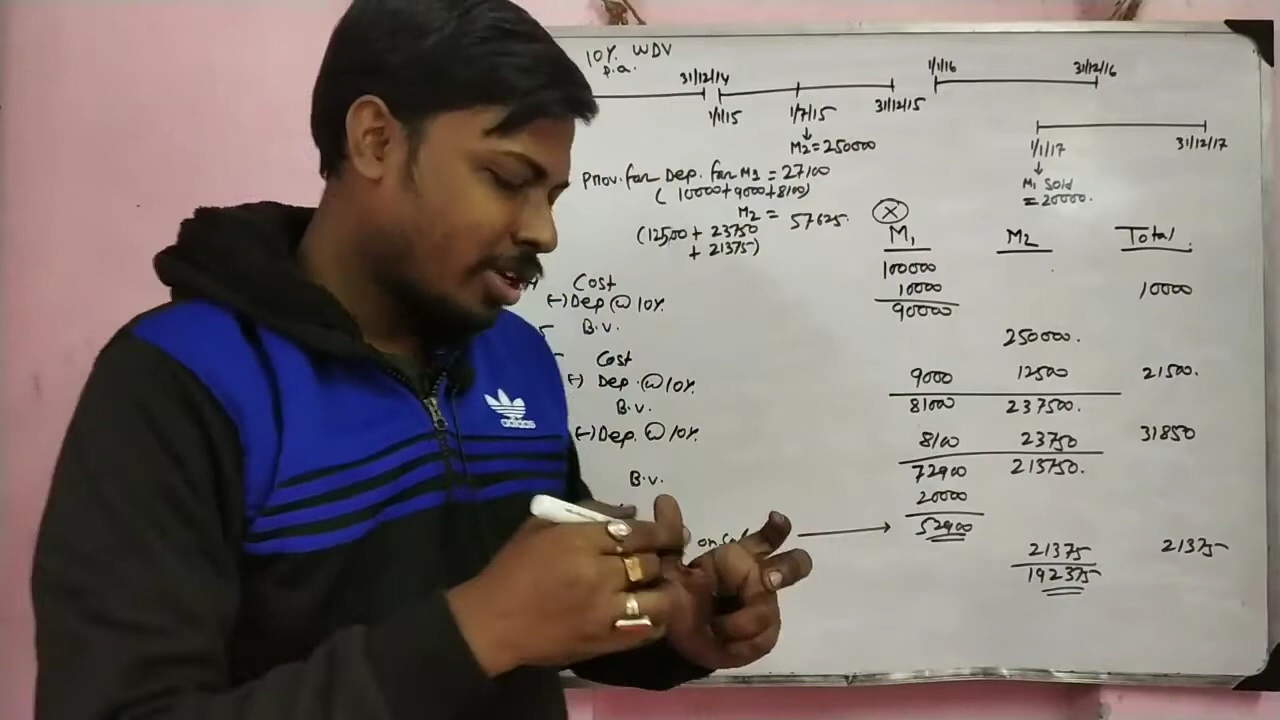 10% WDV
p.a.
31/12/14
1/1/15
1/7/15
31/12/15
M2 = 250000
1/1/16
31/12/16
1/1/17
31/12/17
M1 Sold
= 20000.
Prov. for Dep. for M1 = 27100
(10000+9000+8100)
M2 = 57625.
(12500 + 23750
+ 21375)
X
M1 M2 Total
Cost 100000
(-) Dep @ 10% 10000 10000
B.V. 90000
Cost 250000.
(-) Dep. @ 10% 9000 12500 21500.
B.V. 81000 237500.
(-) Dep. @ 10% 8100 23750 31850
B.V. 72900 213750.
20000
on 52900
21375 21375
192375
adidas